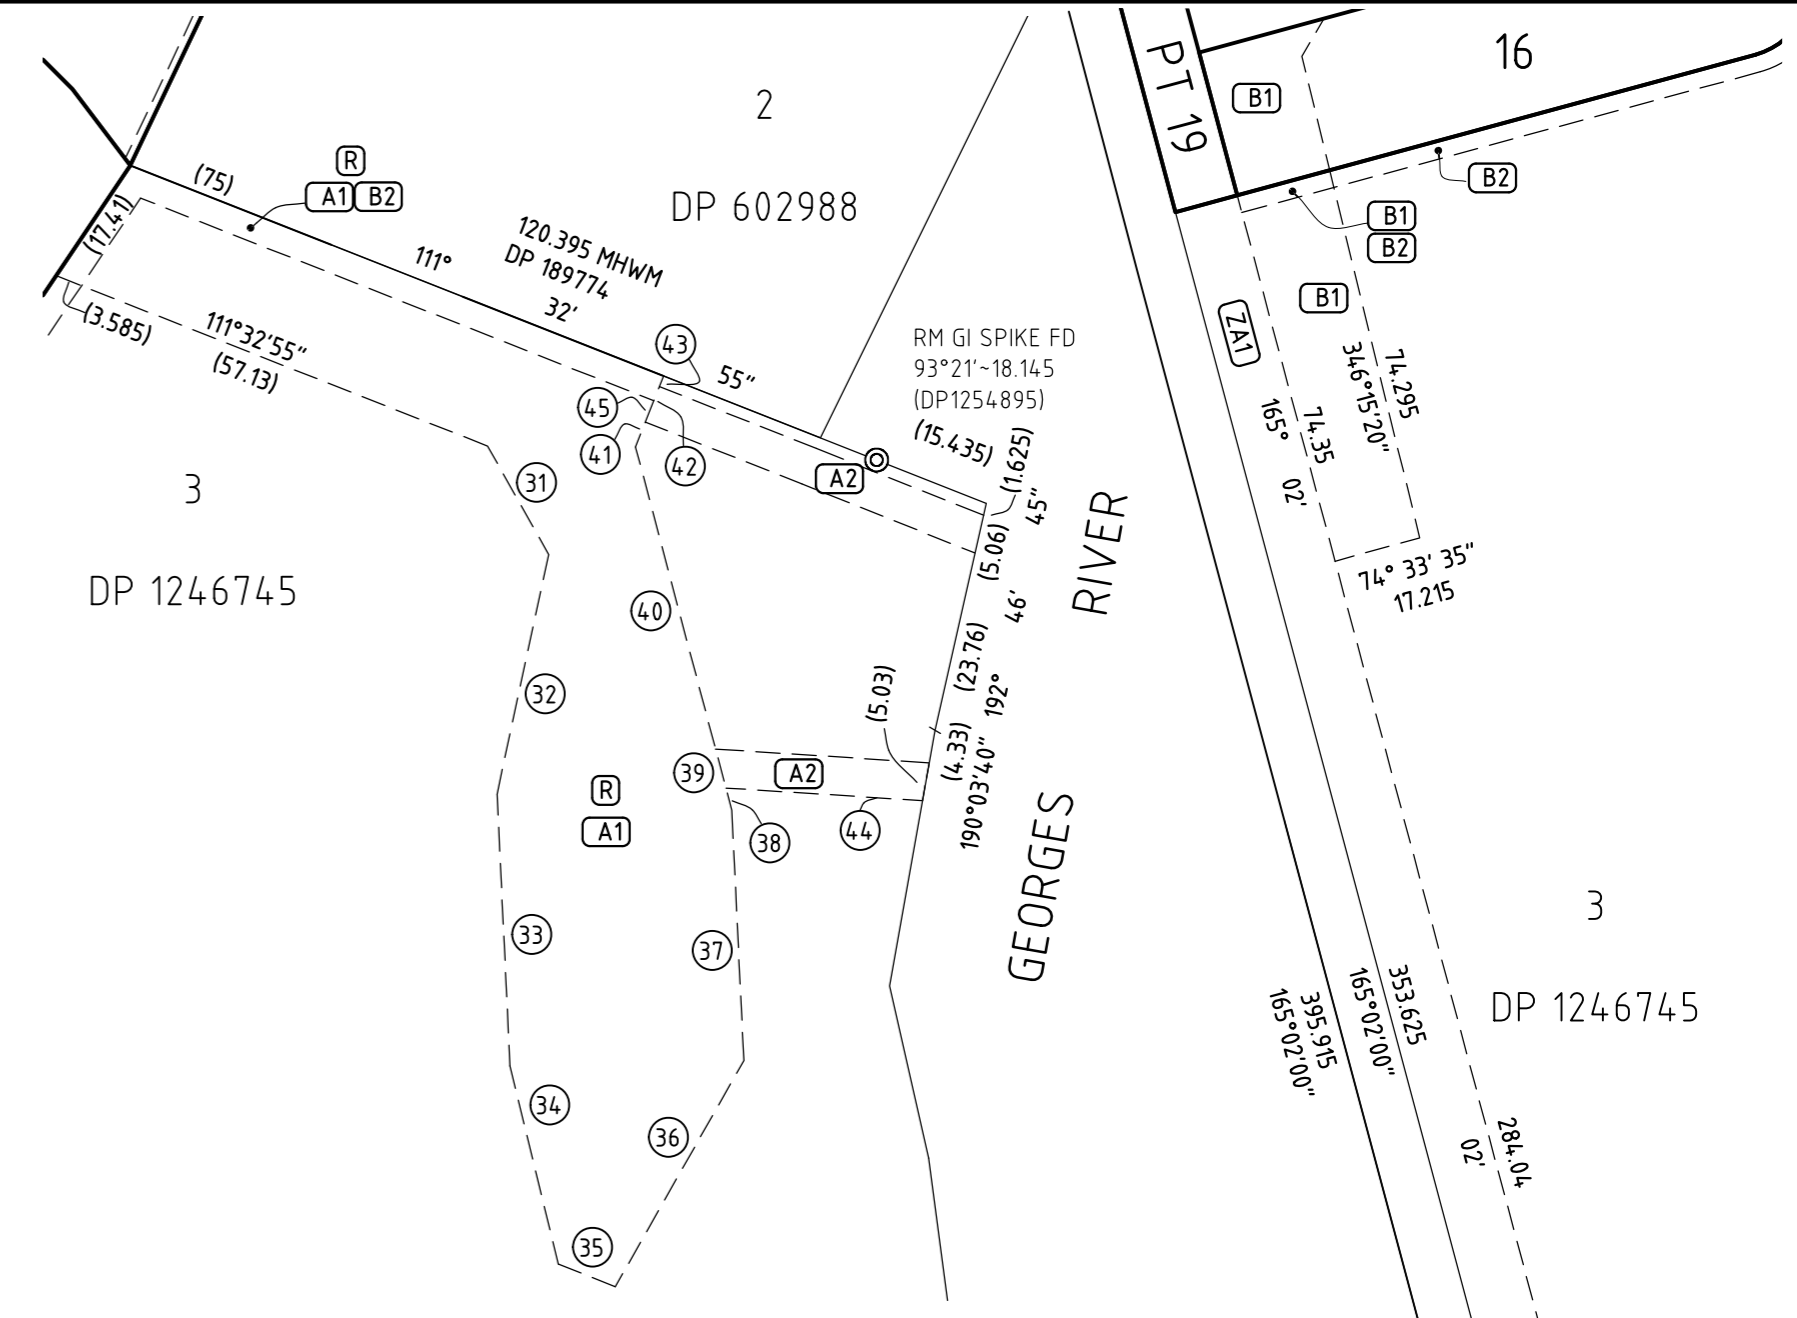 2
DP 602988
R
A1 B2
(75)
(17.41)
(3.585)
111°32'55"
(57.13)
111°
120.395 MHWM
DP 189774
32'
43
55"
45
41
42
RM GI SPIKE FD
93°21'~18.145
(DP1254895)
(15.435)
(1.625)
45"
A2
(5.06)
46'
(23.76)
192°
(5.03)
(4.33)
190°03'40"
GEORGES RIVER
3
DP 1246745
31
32
33
34
35
36
37
38
39
40
44
R
A1
A2
PT 19
16
B1
B2
B1
B2
B1
ZA1
165°
74.35
02'
346°15'20"
74.295
74° 33' 35"
17.215
3
DP 1246745
353.625
165°02'00"
395.915
165°02'00"
284.04
02'